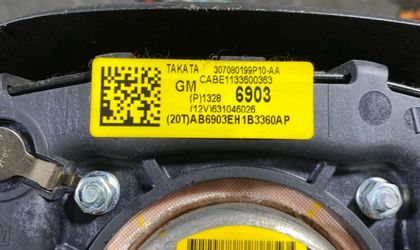 TAKATA 307080199P10-AA
CABE1133600363
GM (P)1328 6903
(12V)631046026
(20T)AB6903EH1B3360AP